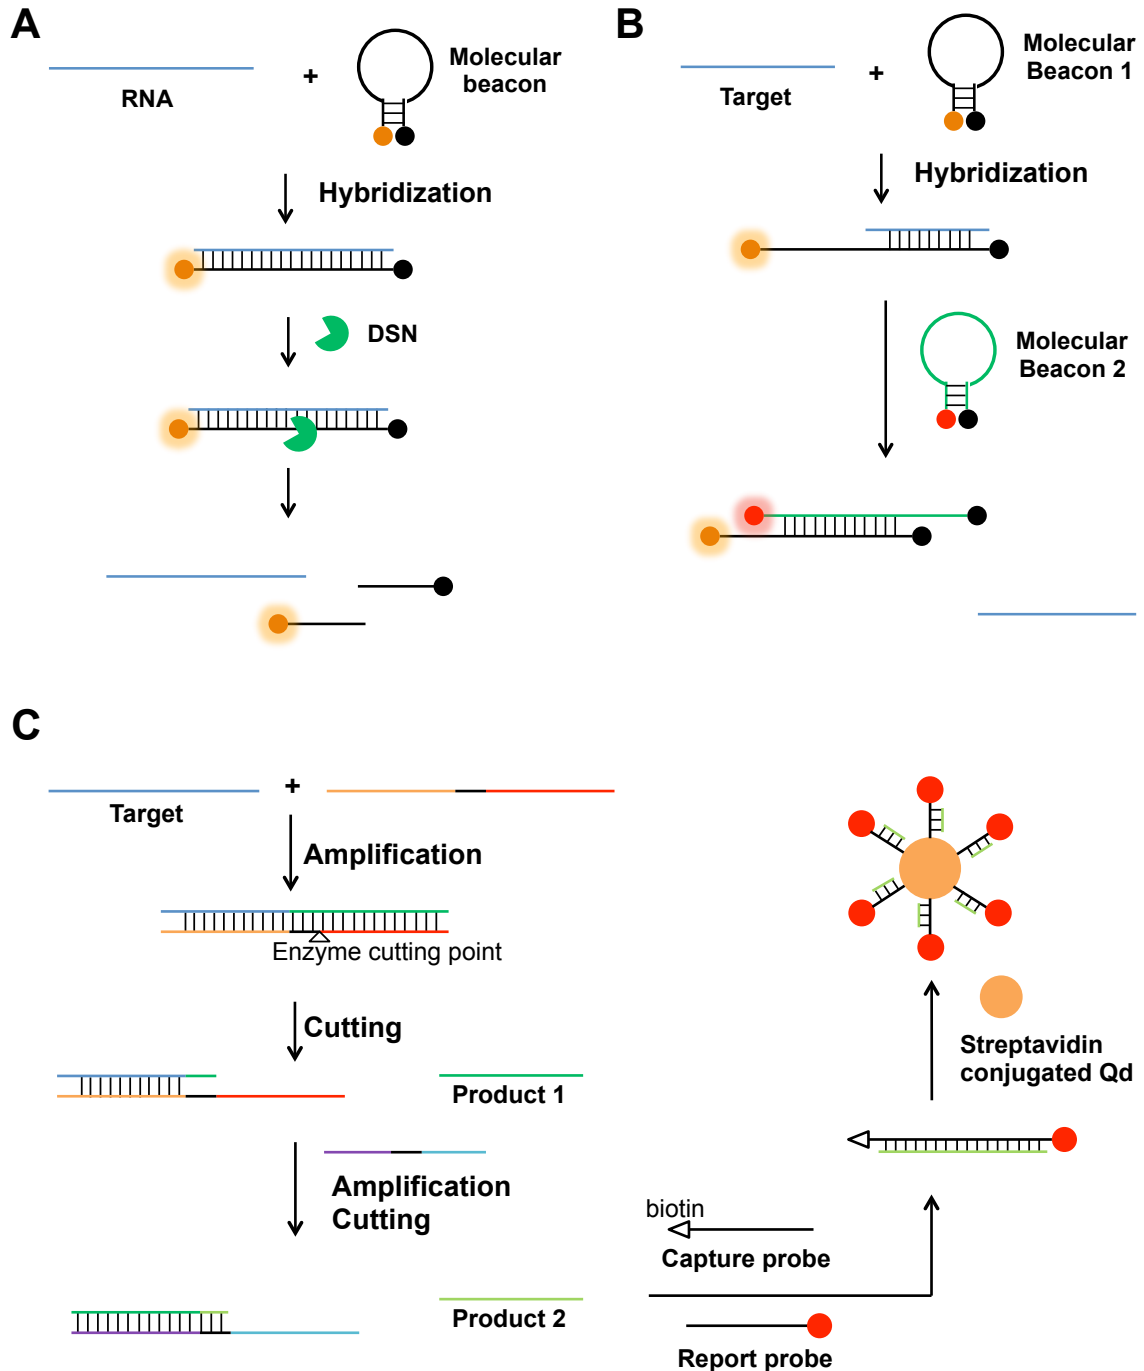 A
RNA
+
Molecular
beacon
Hybridization
DSN
B
Target
+
Molecular
Beacon 1
Hybridization
Molecular
Beacon 2
C
Target
+
Amplification
Enzyme cutting point
Cutting
Product 1
Amplification
Cutting
Product 2
biotin
Capture probe
Report probe
Streptavidin
conjugated Qd